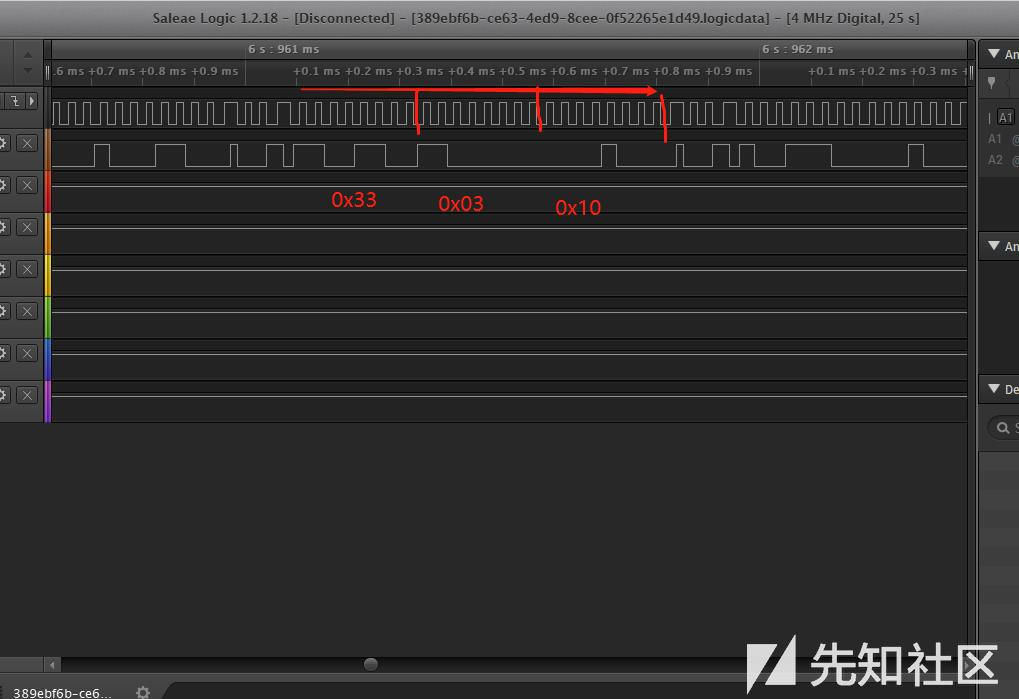 Saleae Logic 1.2.18 - [Disconnected] - [389ebf6b-ce63-4ed9-8cee-0f52265e1d49.logicdata] - [4 MHz Digital, 25 s]
6 s : 961 ms
6 s : 962 ms
An
.6 ms +0.7 ms +0.8 ms +0.9 ms
+0.1 ms +0.2 ms +0.3 ms +0.4 ms +0.5 ms +0.6 ms +0.7 ms +0.8 ms +0.9 ms
+0.1 ms +0.2 ms +0.3 ms
A1
A1
A2
0x33
0x03
0x10
An
De
S
389ebf6b-ce6...
先知社区